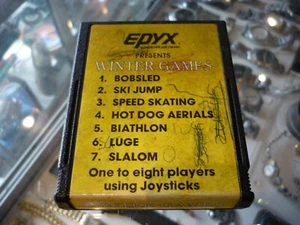 EPYX
PRESENTS
WINTER GAMES
1. BOBSLED
2. SKI JUMP
3. SPEED SKATING
4. HOT DOG AERIALS
5. BIATHLON
6. LUGE
7. SLALOM
One to eight players
using Joysticks